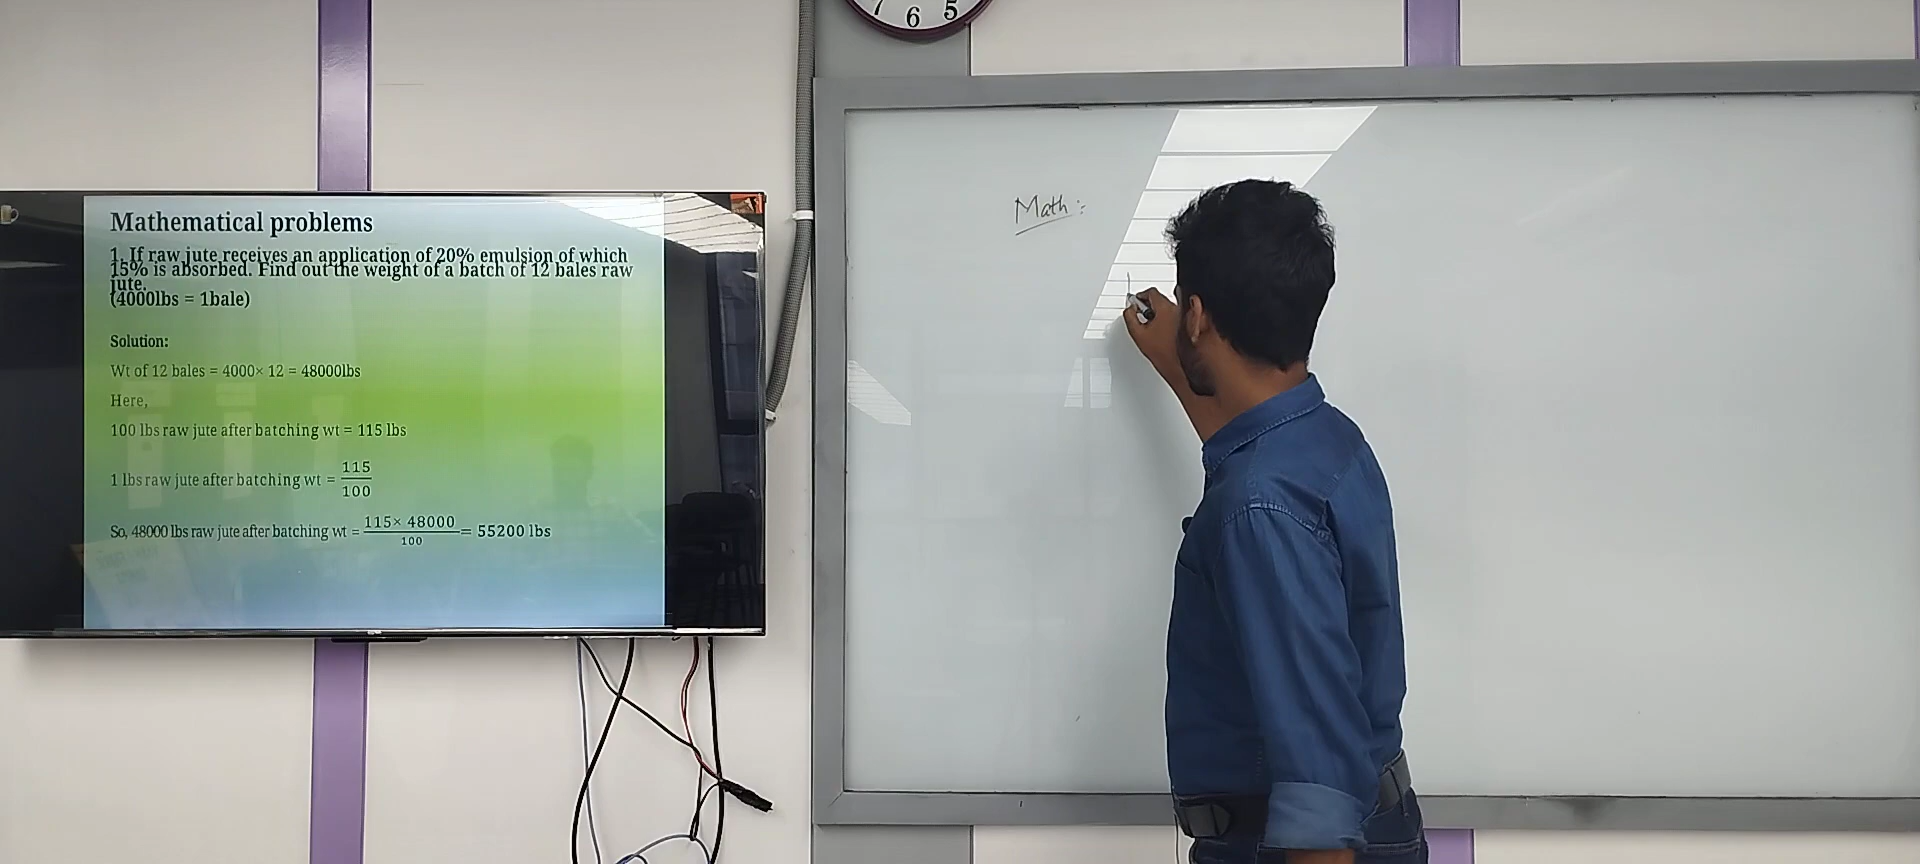 7 6 5
Mathematical problems
1. If raw jute receives an application of 20% emulsion of which
15% is absorbed. Find out the weight of a batch of 12 bales raw
jute.
(4000lbs = 1bale)
Solution:
Wt of 12 bales = 4000× 12 = 48000lbs
Here,
100 lbs raw jute after batching wt = 115 lbs
1 lbs raw jute after batching wt = 115/100
So, 48000 lbs raw jute after batching wt = 115× 48000/100 = 55200 lbs
Math :